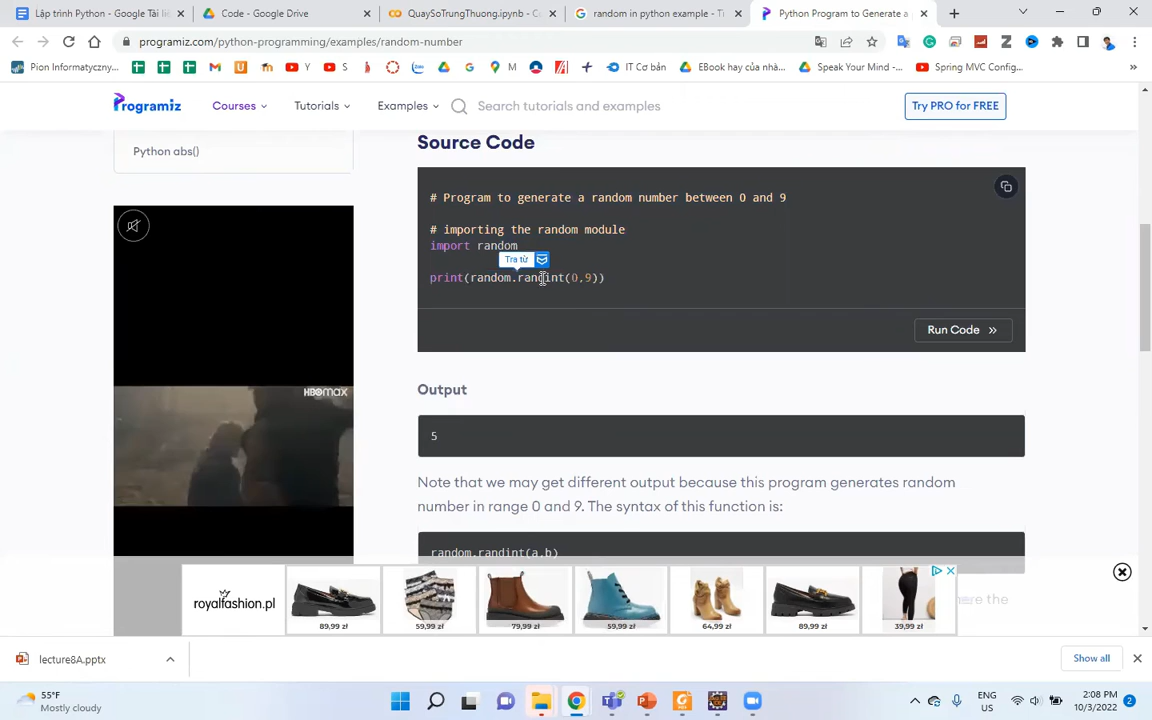 Lập trình Python - Google Tài liệ
Code - Google Drive
QuaySoTrungThuong.ipynb - Co
random in python example - Tì
Python Program to Generate a
programiz.com/python-programming/examples/random-number
Pion Informatyczny...
Y
S
M
IT Cơ bản
EBook hay của nhà...
Speak Your Mind -...
Spring MVC Config...
Programiz
Courses
Tutorials
Examples
Search tutorials and examples
Try PRO for FREE
Python abs()
Source Code
# Program to generate a random number between 0 and 9
# importing the random module
import random
Tra từ
print(random.randint(0,9))
Run Code
HBOMAX
Output
5
Note that we may get different output because this program generates random
number in range 0 and 9. The syntax of this function is:
random.randint(a,b)
here the
royalfashion.pl
89,99 zł
59,99 zł
79,99 zł
59,99 zł
64,99 zł
89,99 zł
39,99 zł
lecture8A.pptx
Show all
55°F
Mostly cloudy
ENG
US
2:08 PM
10/3/2022
2